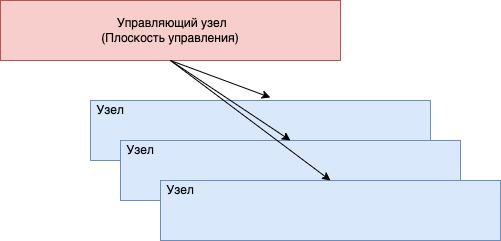 Управляющий узел
(Плоскость управления)
Узел
Узел
Узел